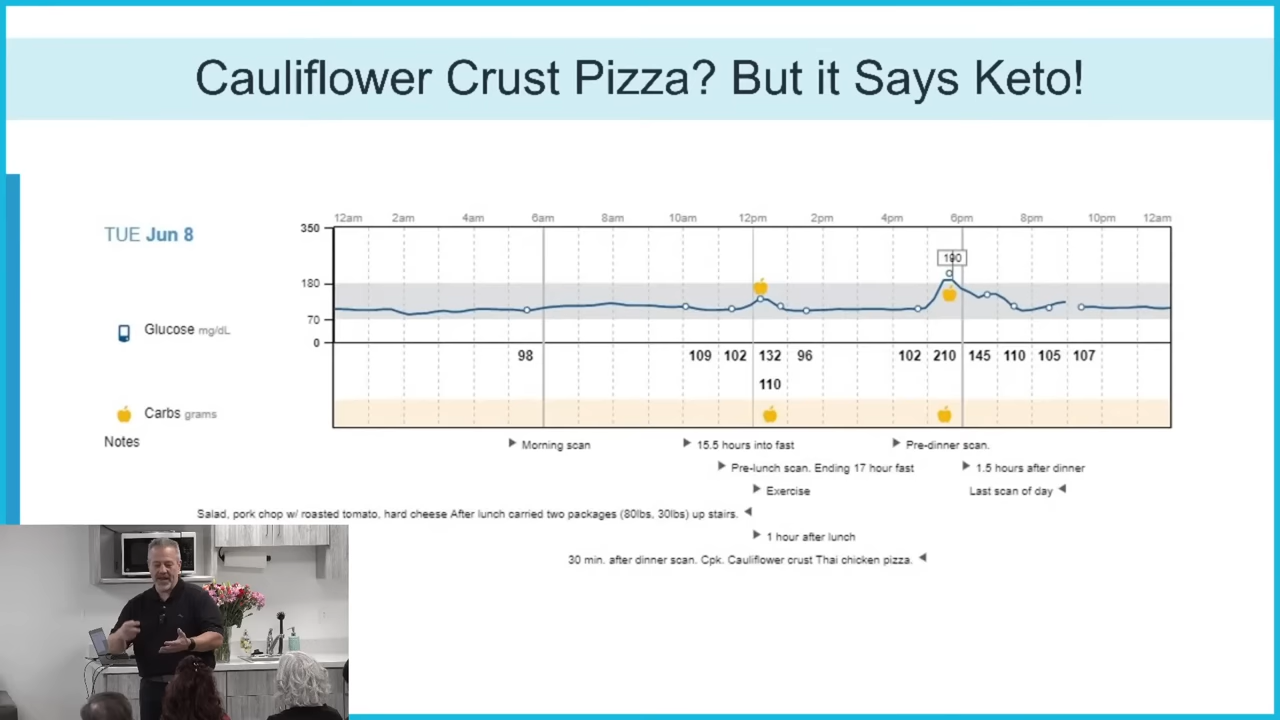 Cauliflower Crust Pizza? But it Says Keto!
TUE Jun 8
12am 2am 4am 6am 8am 10am 12pm 2pm 4pm 6pm 8pm 10pm 12am
350
190
180
70
0
Glucose mg/dL
98 109 102 132 96 102 210 145 110 105 107
110
Carbs grams
Notes
Morning scan
15.5 hours into fast
Pre-dinner scan.
Pre-lunch scan. Ending 17 hour fast
1.5 hours after dinner
Exercise
Last scan of day
Salad, pork chop w/ roasted tomato, hard cheese After lunch carried two packages (80lbs, 30lbs) up stairs.
1 hour after lunch
30 min. after dinner scan. Cpk. Cauliflower crust Thai chicken pizza.